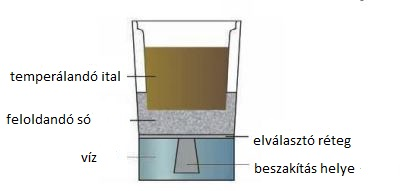 temperálandó ital
feloldandó só
elválasztó réteg
víz
beszakítás helye